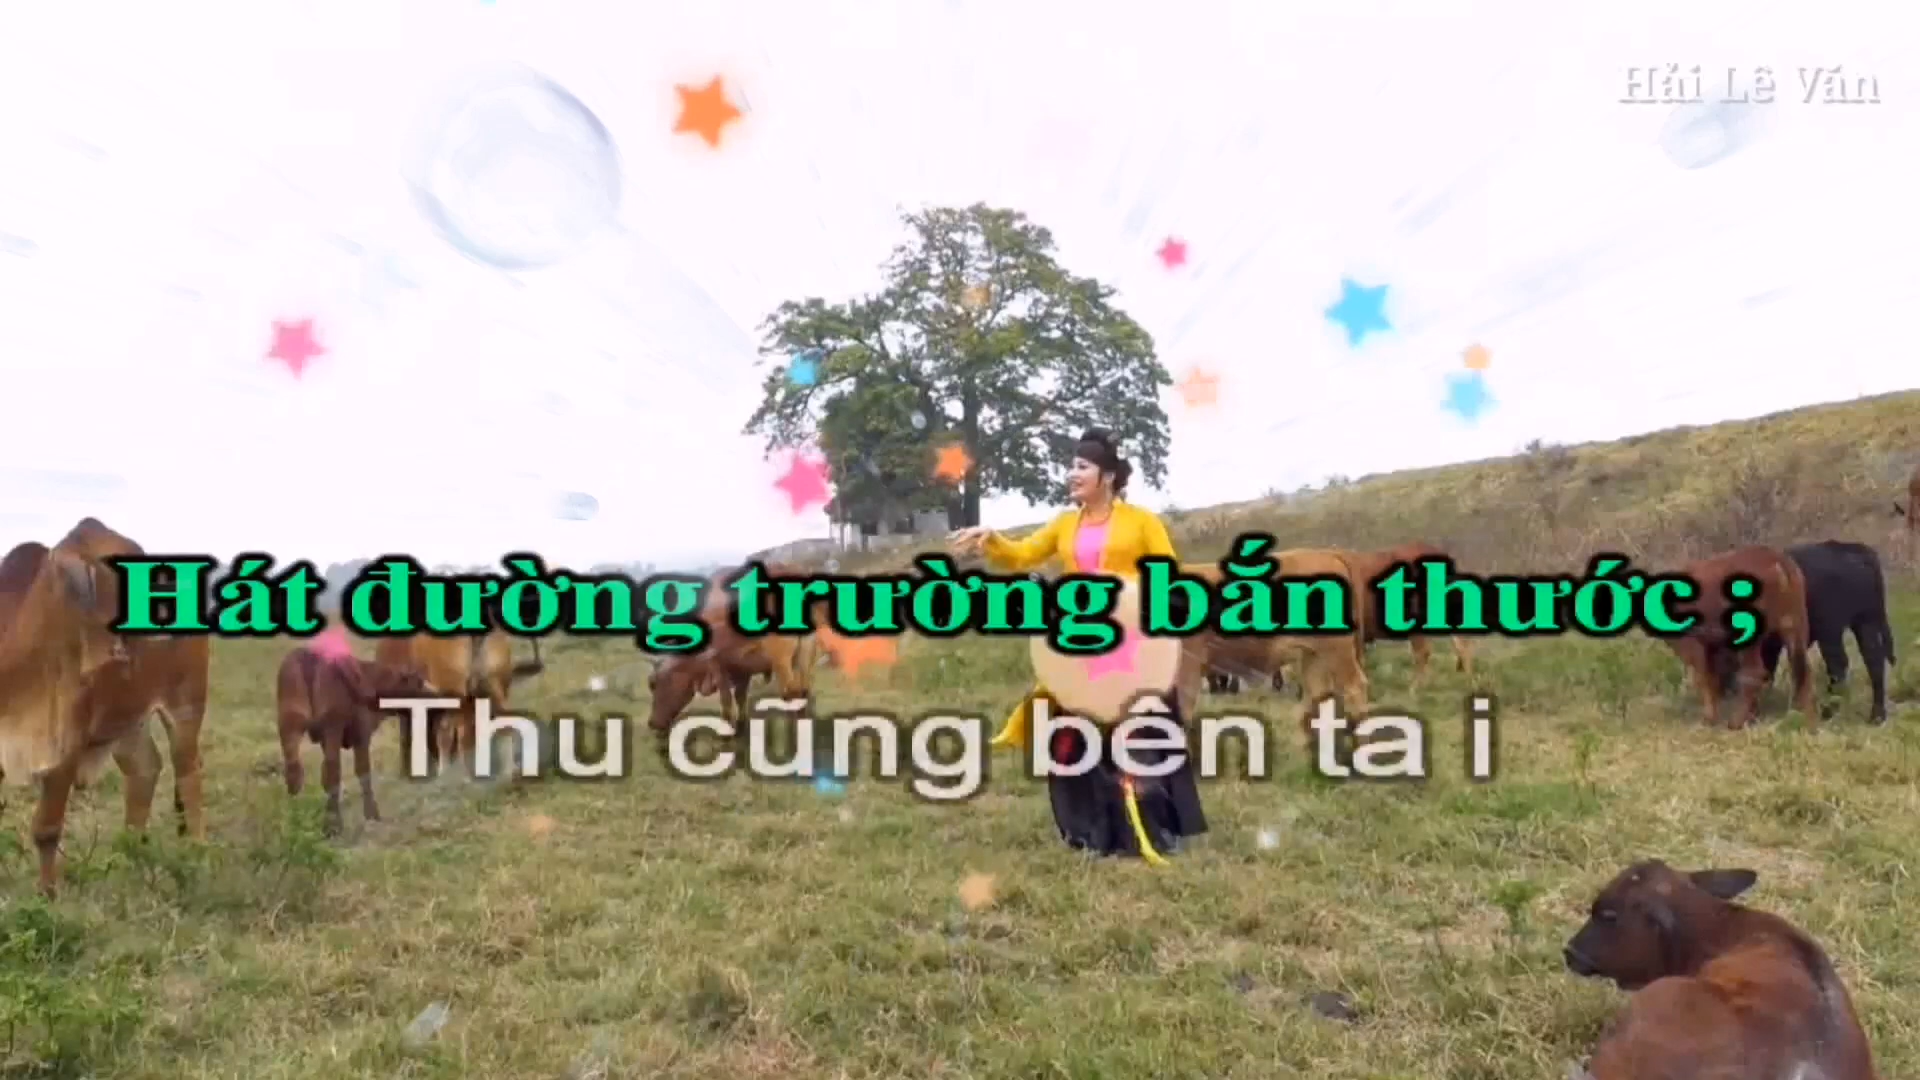 Hải Lê Văn
Hát đường trường bắn thước ;
Thu cũng bên ta i